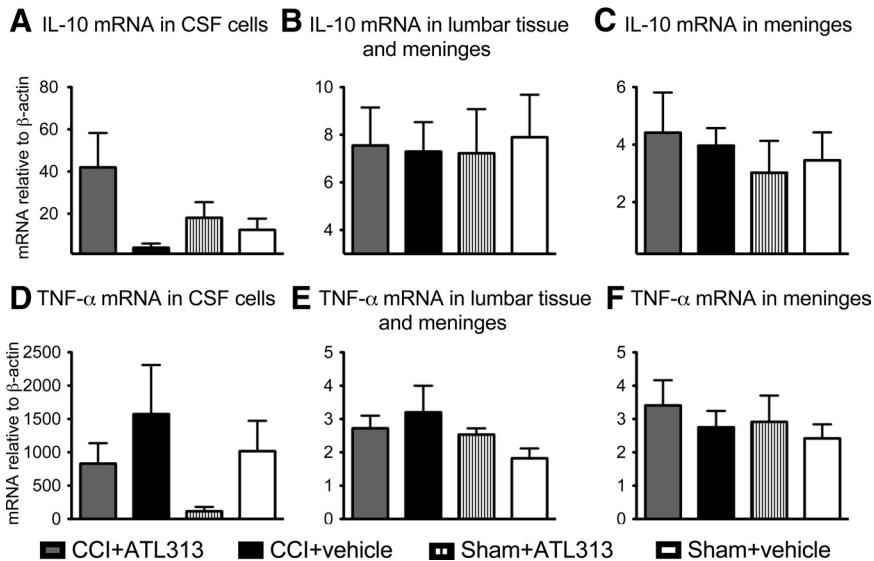 A IL-10 mRNA in CSF cells
mRNA relative to β-actin
80
60
40
20
B IL-10 mRNA in lumbar tissue
and meninges
10
8
6
4
C IL-10 mRNA in meninges
6
4
2
D TNF-α mRNA in CSF cells
mRNA relative to β-actin
2500
2000
1500
1000
500
0
E TNF-α mRNA in lumbar tissue
and meninges
5
4
3
2
1
0
F TNF-α mRNA in meninges
5
4
3
2
1
0
CCI+ATL313 CCI+vehicle Sham+ATL313 Sham+vehicle